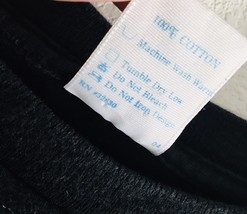 100% COTTON
Machine Wash Warm
Tumble Dry Low
Do Not Bleach
Do Not Iron Design